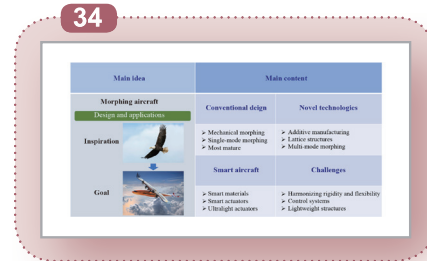 34
Main idea
Main content
Morphing aircraft
Design and applications
Inspiration
Goal
Conventional deign
Novel technologies
➢ Mechanical morphing
➢ Single-mode morphing
➢ Most mature
➢ Additive manufacturing
➢ Lattice structures
➢ Multi-mode morphing
Smart aircraft
Challenges
➢ Smart materials
➢ Smart actuators
➢ Ultralight actuators
➢ Harmonizing rigidity and flexibility
➢ Control systems
➢ Lightweight structures